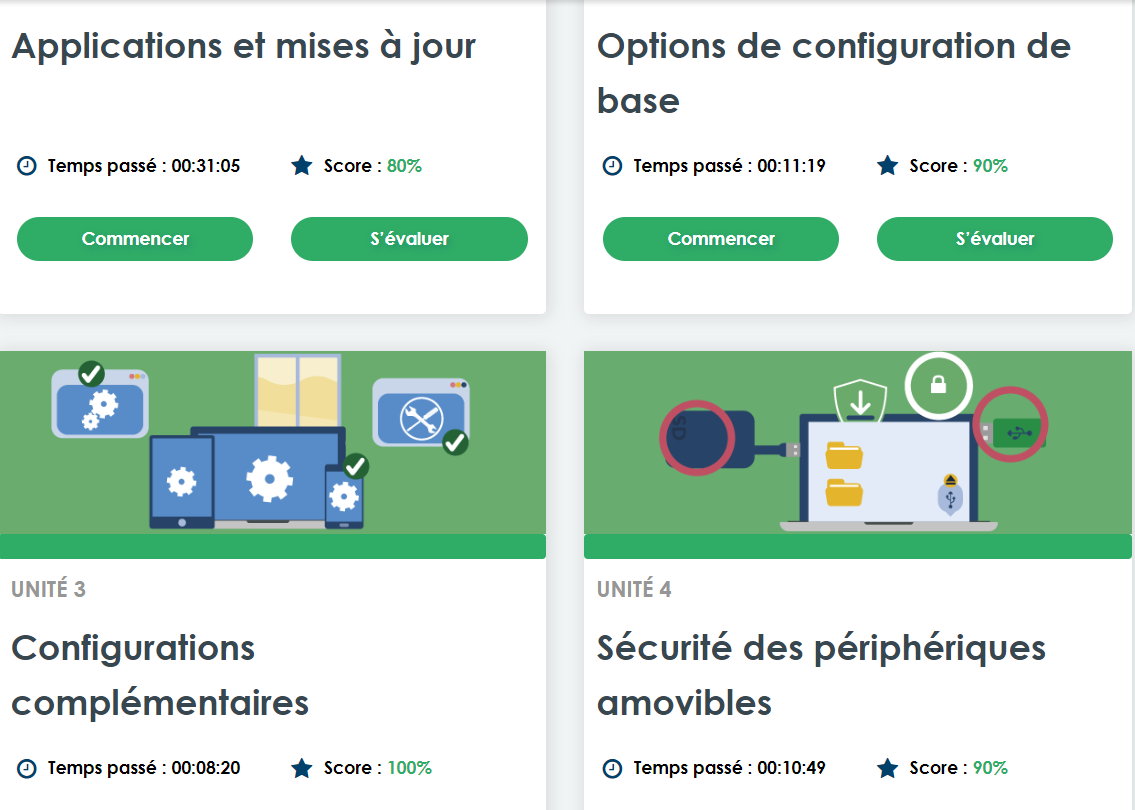 Applications et mises à jour
Temps passé : 00:31:05
Score : 80%
Commencer
S'évaluer
Options de configuration de
base
Temps passé : 00:11:19
Score : 90%
Commencer
S'évaluer
UNITÉ 3
Configurations
complémentaires
Temps passé : 00:08:20
Score : 100%
SD
UNITÉ 4
Sécurité des périphériques
amovibles
Temps passé : 00:10:49
Score : 90%